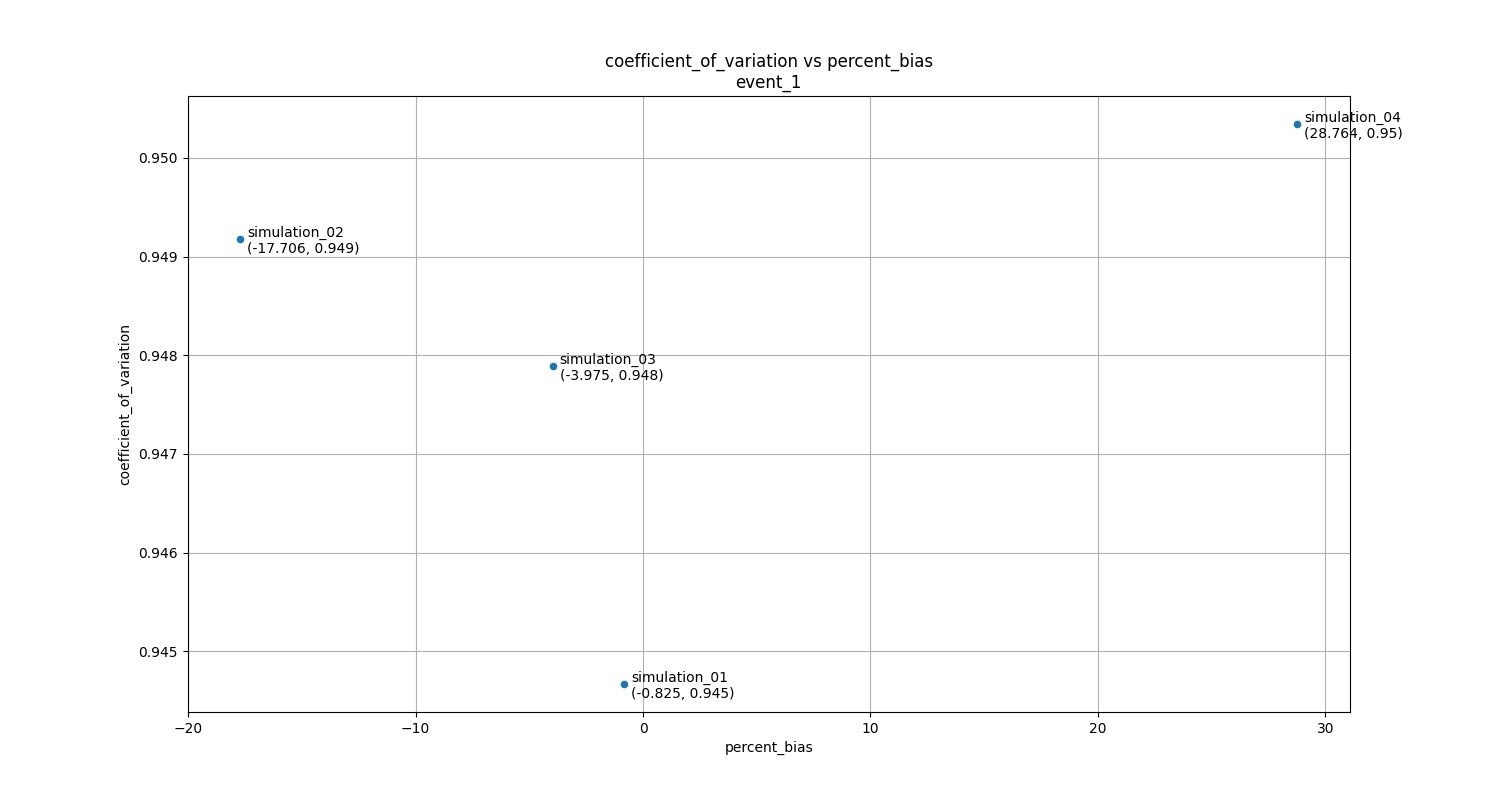 coefficient_of_variation vs percent_bias
event_1
simulation_04
(28.764, 0.95)
0.950
simulation_02
(-17.706, 0.949)
0.949
simulation_03
(-3.975, 0.948)
0.948
coefficient_of_variation
0.947
0.946
0.945
simulation_01
(-0.825, 0.945)
−20
−10
0
10
20
30
percent_bias